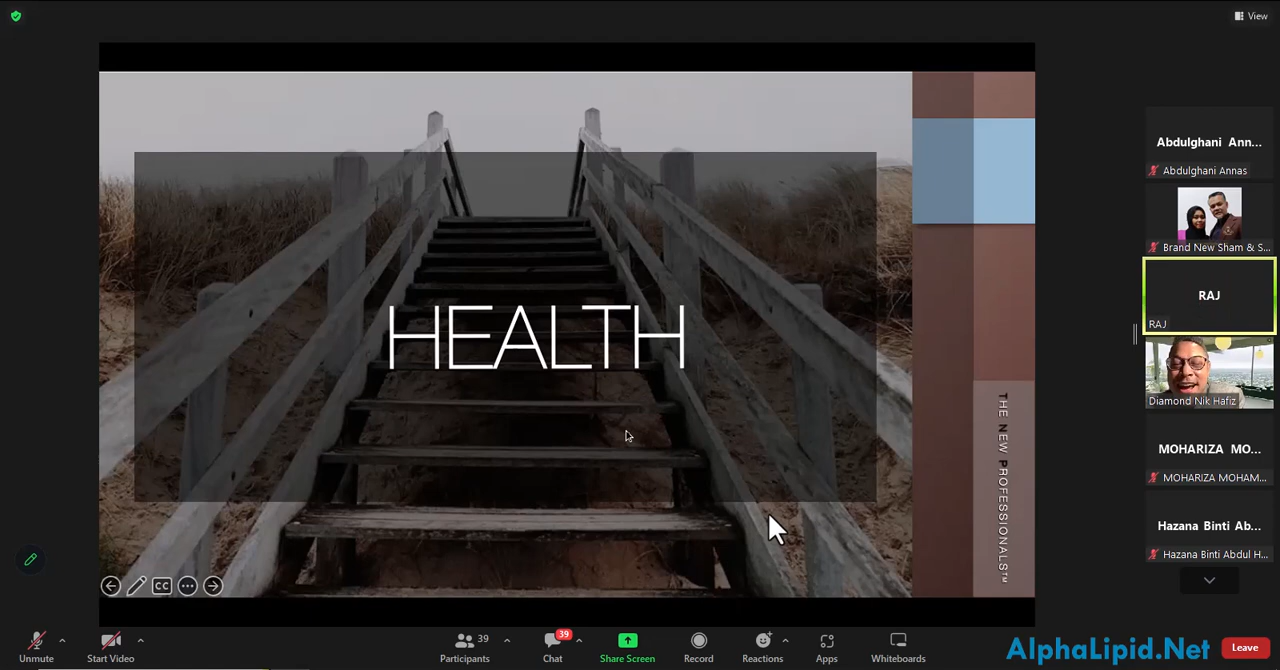 View
HEALTH
THE NEW PROFESSIONALS™
CC
Abdulghani Ann...
Abdulghani Annas
Brand New Sham & S...
RAJ
RAJ
Diamond Nik Hafiz
MOHARIZA MO...
MOHARIZA MOHAM...
Hazana Binti Ab...
Hazana Binti Abdul H...
Unmute
Start Video
39
Participants
39
Chat
Share Screen
Record
Reactions
Apps
Whiteboards
AlphaLipid.Net
Leave